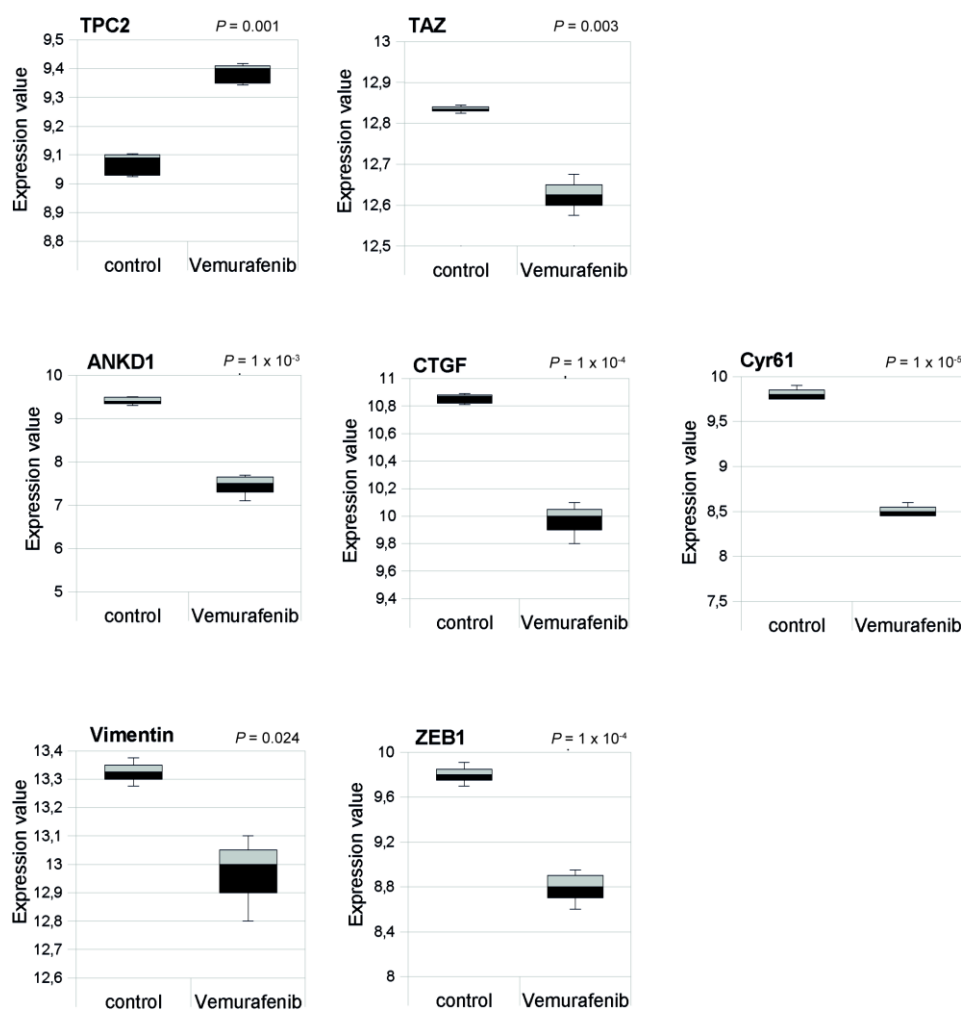 TPC2
P = 0.001
Expression value
9,5
9,4
9,3
9,2
9,1
9
8,9
8,8
control
Vemurafenib
TAZ
P = 0.003
Expression value
13
12,9
12,8
12,7
12,6
12,5
control
Vemurafenib
ANKD1
P = 1 x 10⁻³
Expression value
10
9
8
7
6
5
control
Vemurafenib
CTGF
P = 1 x 10⁻⁴
Expression value
11
10,8
10,6
10,4
10,2
10
9,8
9,6
9,4
control
Vemurafenib
Cyr61
P = 1 x 10⁻⁵
Expression value
10
9,5
9
8,5
8
7,5
control
Vemurafenib
Vimentin
P = 0.024
Expression value
13,4
13,3
13,2
13,1
13
12,9
12,8
12,7
12,6
control
Vemurafenib
ZEB1
P = 1 x 10⁻⁴
Expression value
10
9,6
9,2
8,8
8,4
8
control
Vemurafenib